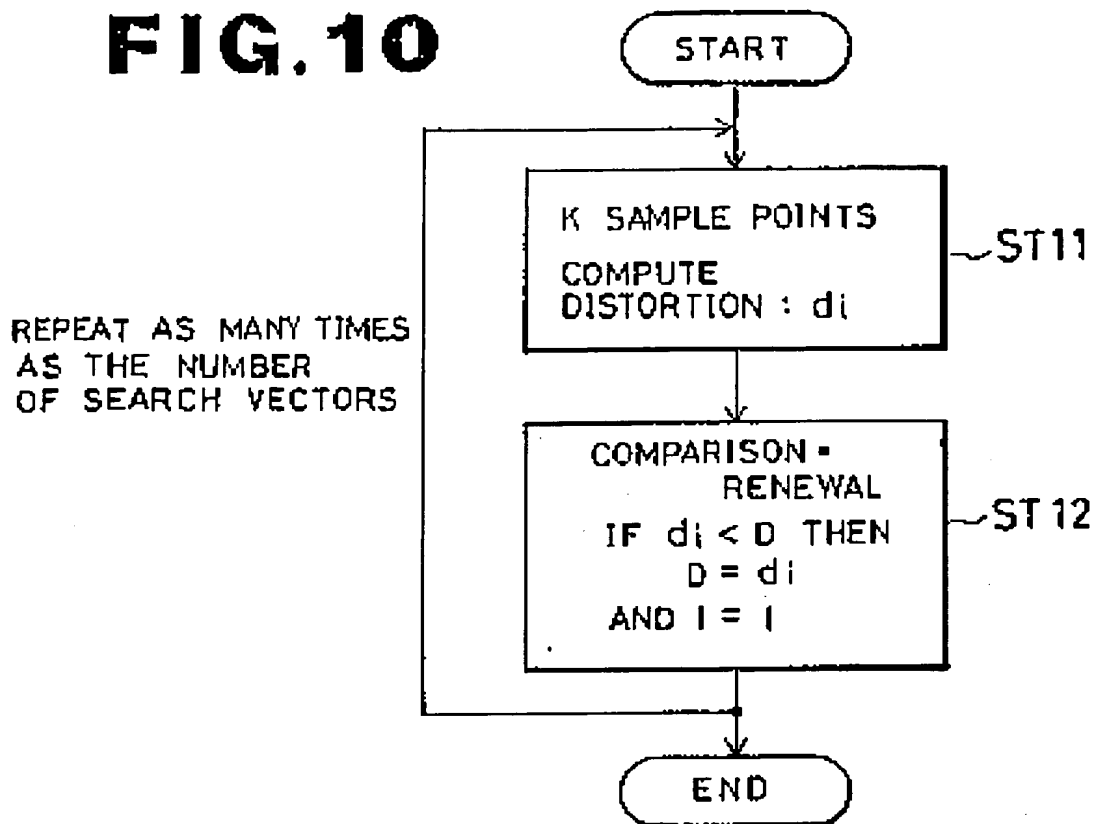 FIG.10
START
K SAMPLE POINTS
COMPUTE
DISTORTION : di
ST11
REPEAT AS MANY TIMES
AS THE NUMBER
OF SEARCH VECTORS
COMPARISON ▪
RENEWAL
IF di < D THEN
D = di
AND I = I
ST12
END